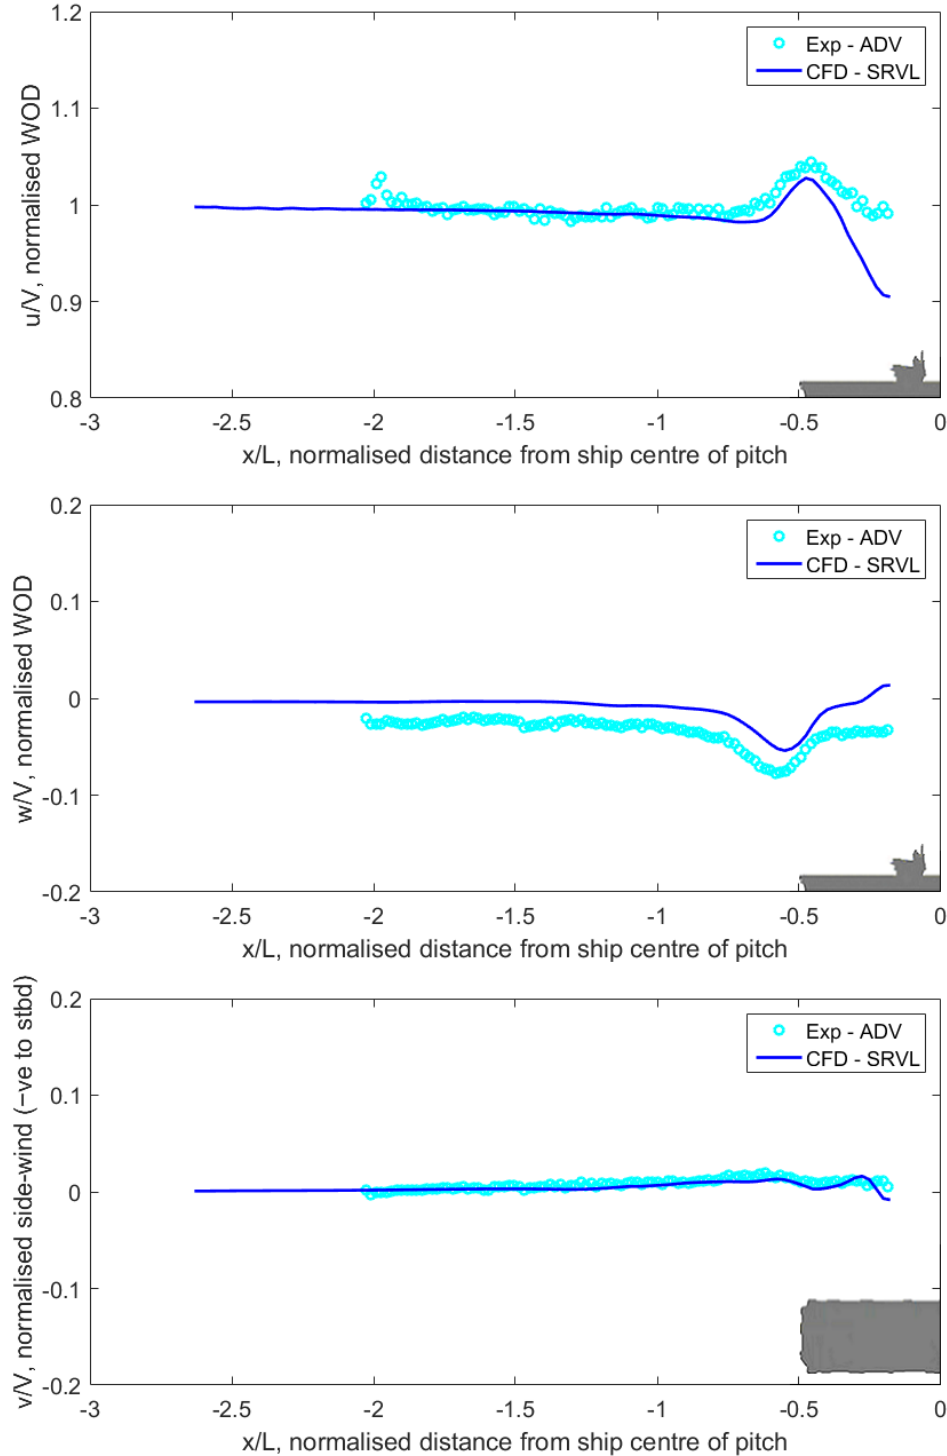 1.2
1.1
1
0.9
0.8
u/V, normalised WOD
Exp - ADV
CFD - SRVL
-3 -2.5 -2 -1.5 -1 -0.5 0
x/L, normalised distance from ship centre of pitch
0.2
0.1
0
-0.1
-0.2
w/V, normalised WOD
Exp - ADV
CFD - SRVL
-3 -2.5 -2 -1.5 -1 -0.5 0
x/L, normalised distance from ship centre of pitch
0.2
0.1
0
-0.1
-0.2
v/V, normalised side-wind (−ve to stbd)
Exp - ADV
CFD - SRVL
-3 -2.5 -2 -1.5 -1 -0.5 0
x/L, normalised distance from ship centre of pitch